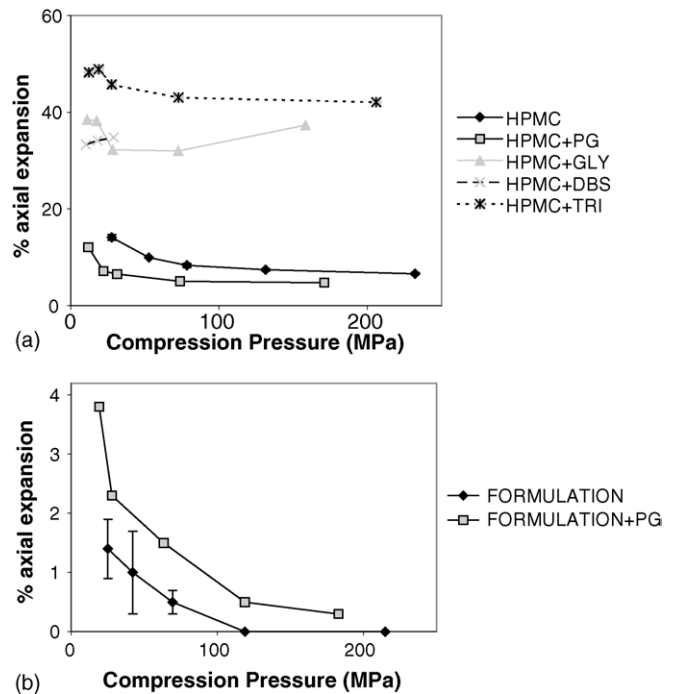 60
40
20
0
% axial expansion
0 100 200
Compression Pressure (MPa)
(a)
HPMC
HPMC+PG
HPMC+GLY
HPMC+DBS
HPMC+TRI
4
3
2
1
0
% axial expansion
0 100 200
Compression Pressure (MPa)
(b)
FORMULATION
FORMULATION+PG